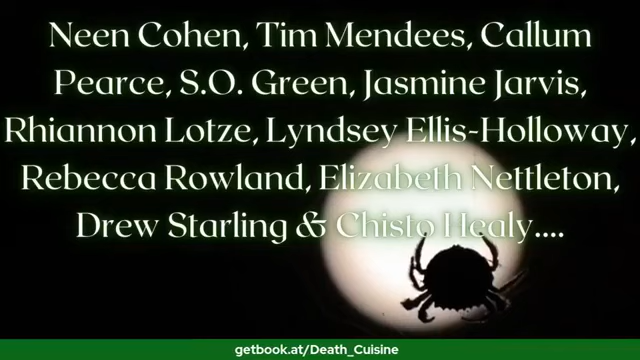 Neen Cohen, Tim Mendees, Callum
Pearce, S.O. Green, Jasmine Jarvis,
Rhiannon Lotze, Lyndsey Ellis-Holloway,
Rebecca Rowland, Elizabeth Nettleton,
Drew Starling & Chisto Healy....
getbook.at/Death_Cuisine